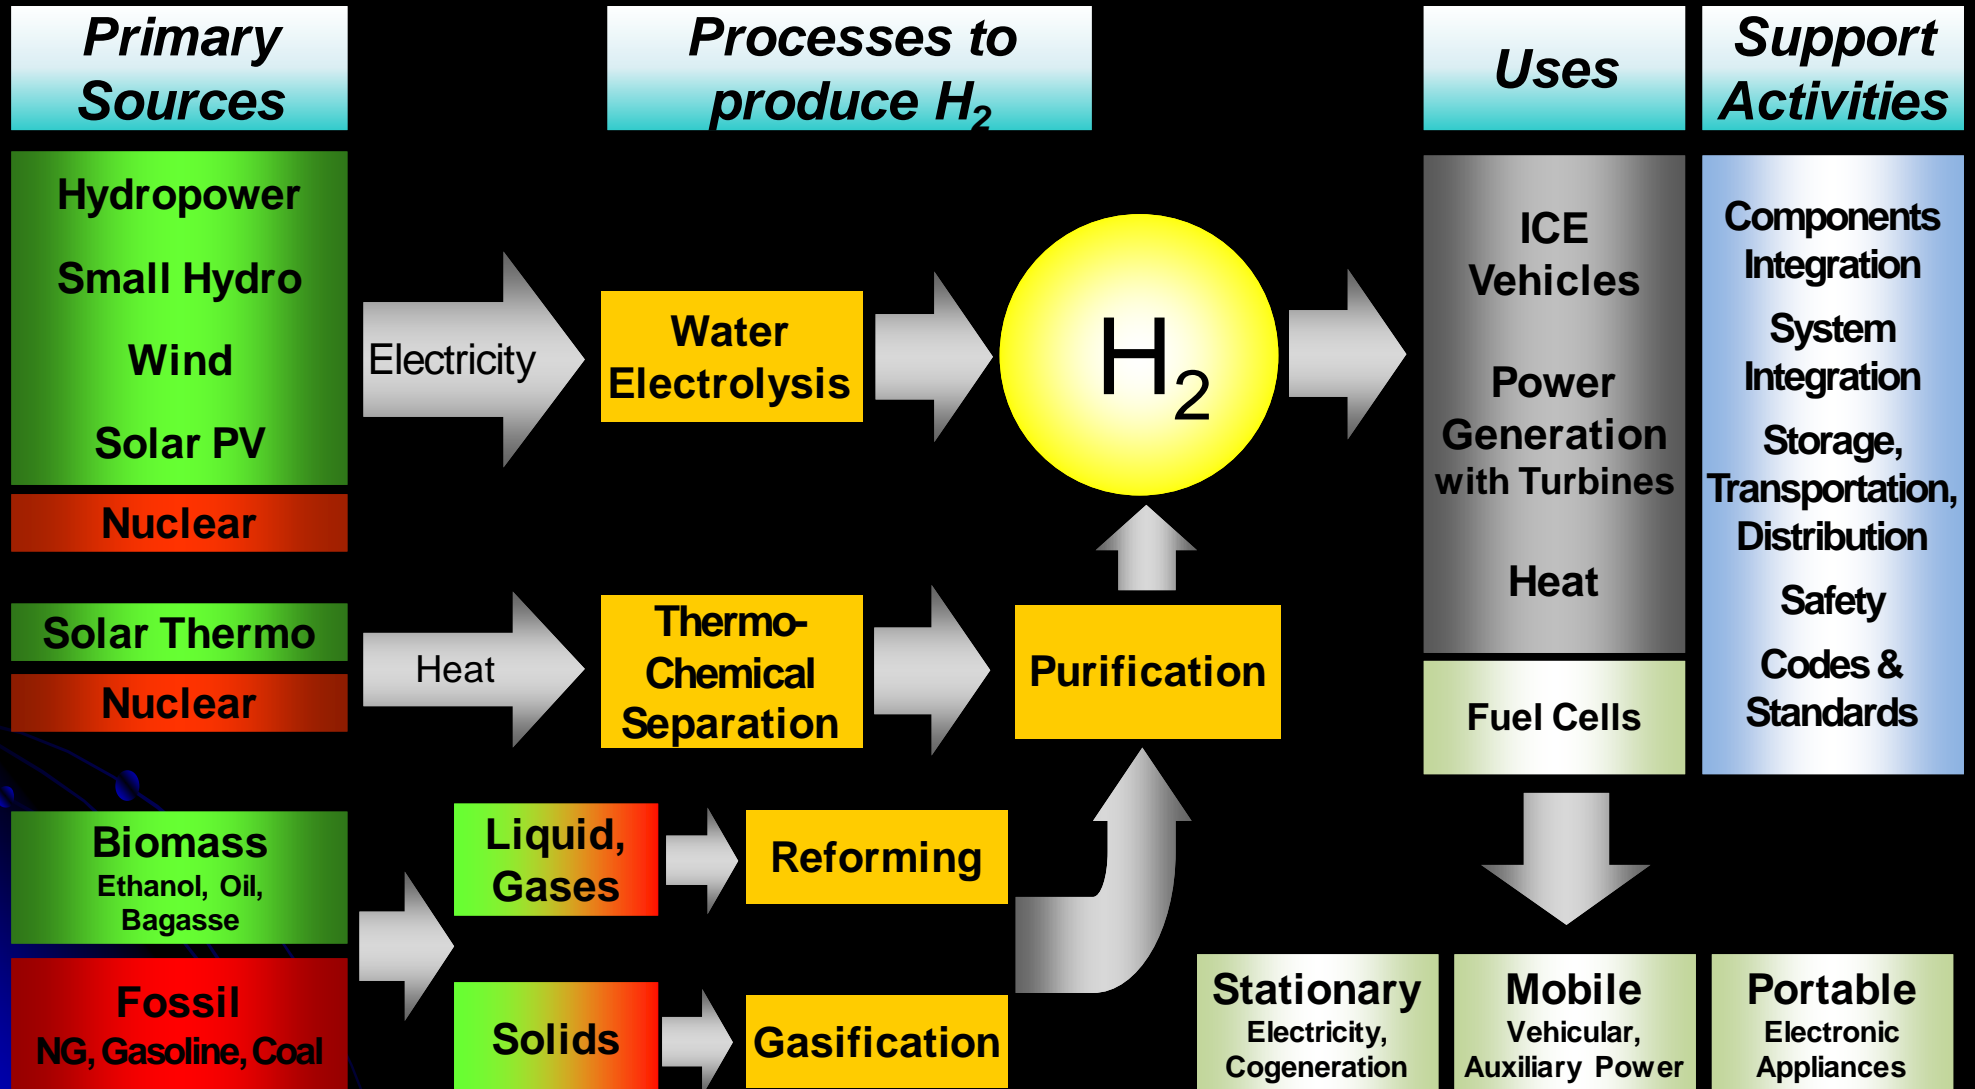 Primary
Sources
Processes to
produce H₂
Uses
Support
Activities
Hydropower
Small Hydro
Wind
Solar PV
Nuclear
Electricity
Water
Electrolysis
H₂
ICE
Vehicles
Power
Generation
with Turbines
Heat
Fuel Cells
Components
Integration
System
Integration
Storage,
Transportation,
Distribution
Safety
Codes &
Standards
Solar Thermo
Nuclear
Heat
Thermo-
Chemical
Separation
Purification
Biomass
Ethanol, Oil,
Bagasse
Fossil
NG, Gasoline, Coal
Liquid,
Gases
Reforming
Solids
Gasification
Stationary
Electricity,
Cogeneration
Mobile
Vehicular,
Auxiliary Power
Portable
Electronic
Appliances